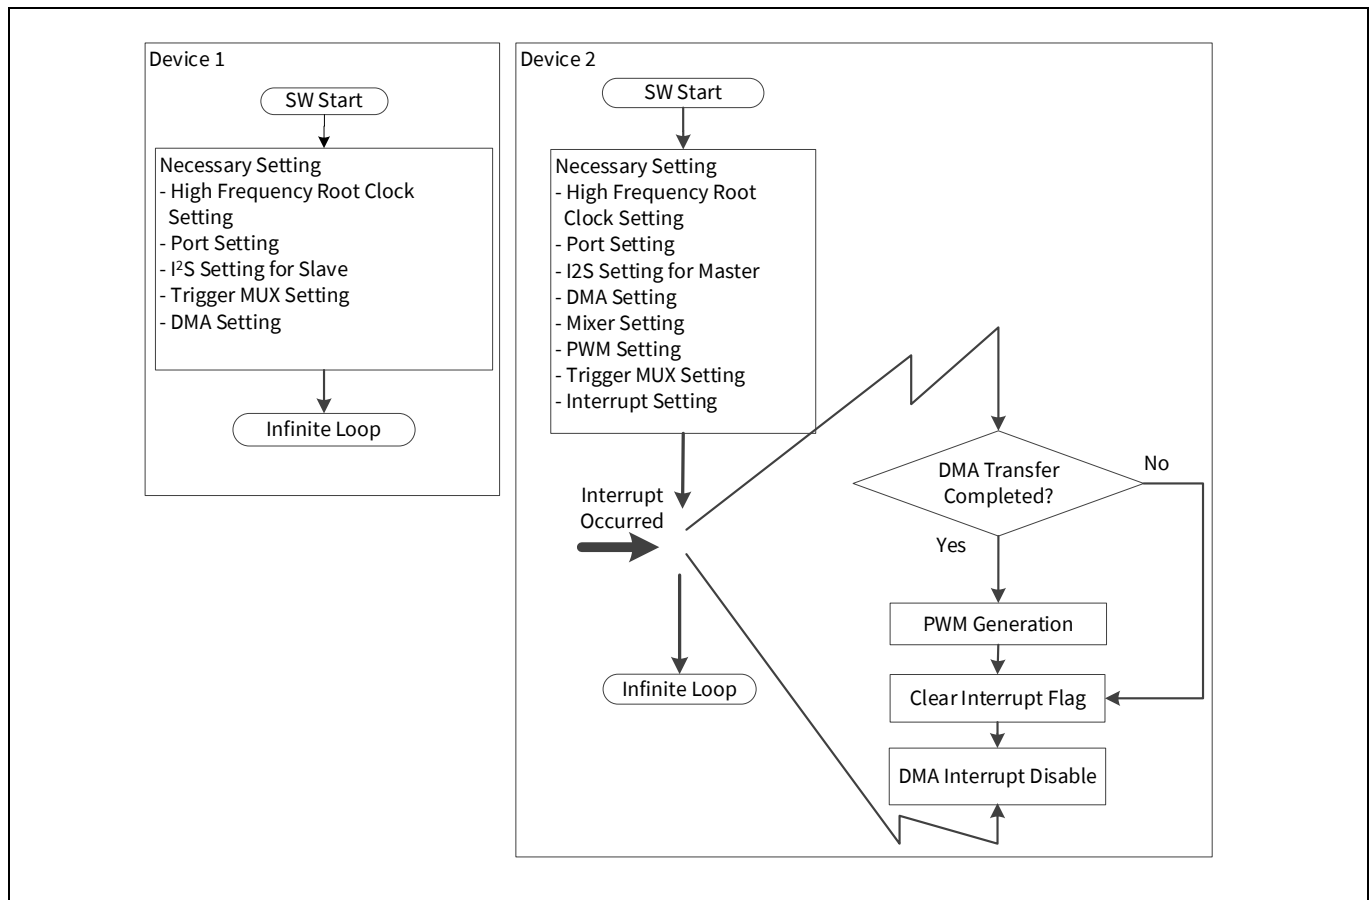 Device 1
SW Start
Necessary Setting
- High Frequency Root Clock
Setting
- Port Setting
- I²S Setting for Slave
- Trigger MUX Setting
- DMA Setting
Infinite Loop
Device 2
SW Start
Necessary Setting
- High Frequency Root
Clock Setting
- Port Setting
- I2S Setting for Master
- DMA Setting
- Mixer Setting
- PWM Setting
- Trigger MUX Setting
- Interrupt Setting
Interrupt
Occurred
Infinite Loop
DMA Transfer
Completed?
No
Yes
PWM Generation
Clear Interrupt Flag
DMA Interrupt Disable